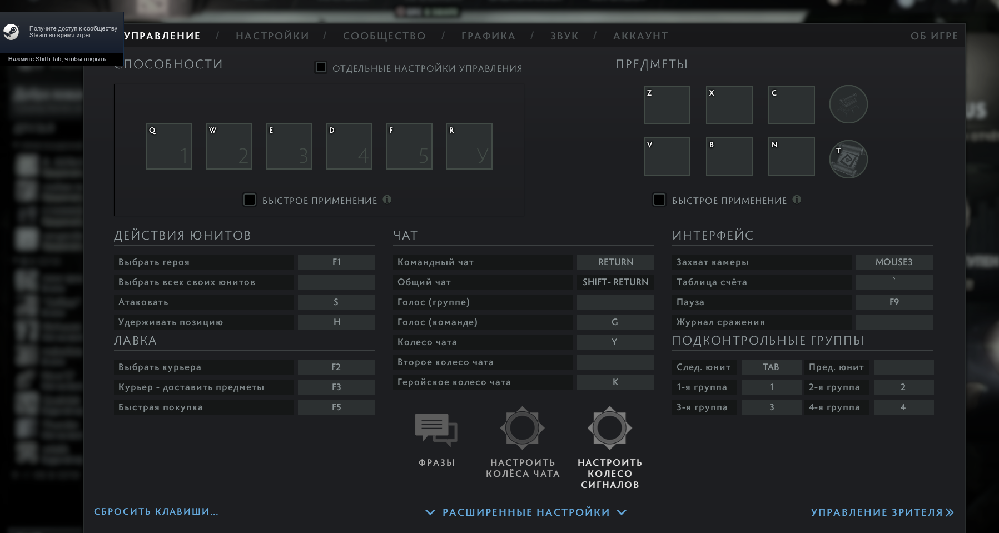 Получите доступ к сообществу
Steam во время игры.
Нажмите Shift+Tab, чтобы открыть
УПРАВЛЕНИЕ / НАСТРОЙКИ / СООБЩЕСТВО / ГРАФИКА / ЗВУК / АККАУНТ ОБ ИГРЕ
СПОСОБНОСТИ
ОТДЕЛЬНЫЕ НАСТРОЙКИ УПРАВЛЕНИЯ
ПРЕДМЕТЫ
Q W E D F R
1 2 3 4 5 У
Z X C
V B N T
БЫСТРОЕ ПРИМЕНЕНИЕ
БЫСТРОЕ ПРИМЕНЕНИЕ
ДЕЙСТВИЯ ЮНИТОВ
Выбрать героя F1
Выбрать всех своих юнитов
Атаковать S
Удерживать позицию H
ЛАВКА
Выбрать курьера F2
Курьер - доставить предметы F3
Быстрая покупка F5
ЧАТ
Командный чат RETURN
Общий чат SHIFT- RETURN
Голос (группе)
Голос (команде) G
Колесо чата Y
Второе колесо чата
Геройское колесо чата K
ФРАЗЫ
НАСТРОИТЬ
КОЛЁСА ЧАТА
НАСТРОИТЬ
КОЛЕСО
СИГНАЛОВ
ИНТЕРФЕЙС
Захват камеры MOUSE3
Таблица счёта `
Пауза F9
Журнал сражения
ПОДКОНТРОЛЬНЫЕ ГРУППЫ
След. юнит TAB Пред. юнит
1-я группа 1 2-я группа 2
3-я группа 3 4-я группа 4
СБРОСИТЬ КЛАВИШИ...
РАСШИРЕННЫЕ НАСТРОЙКИ
УПРАВЛЕНИЕ ЗРИТЕЛЯ